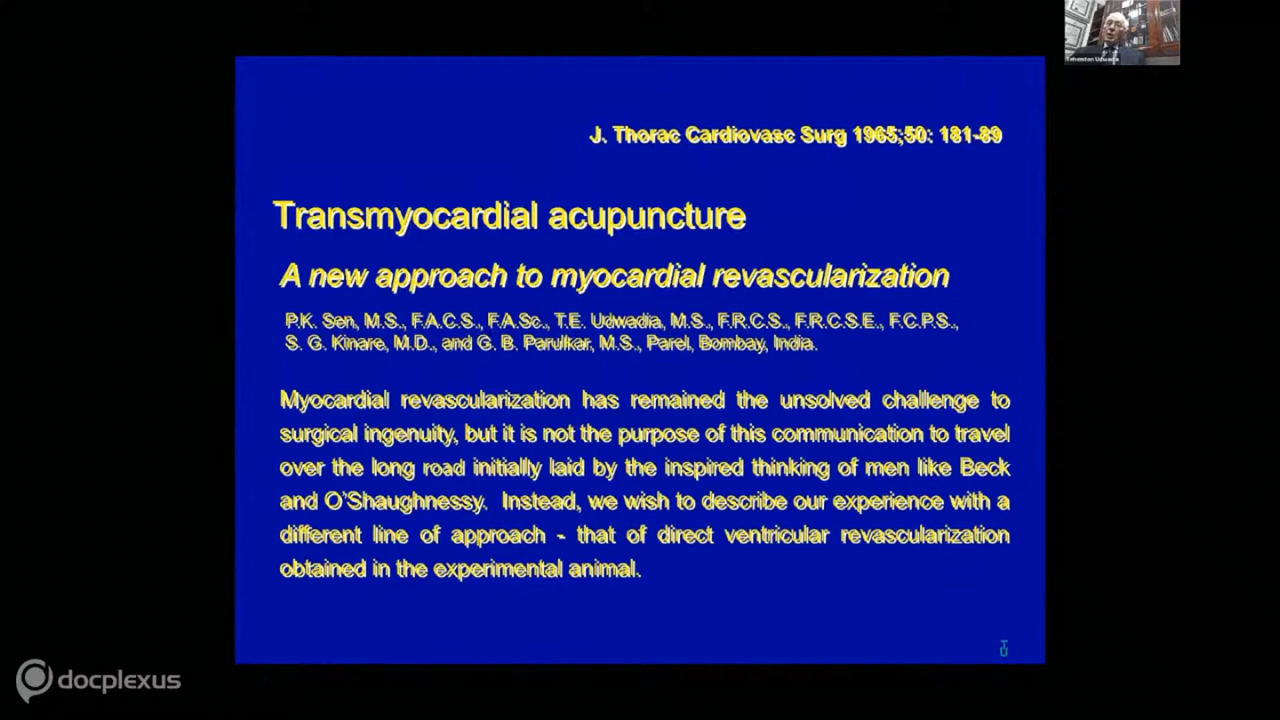 Tehemton Udwadia
J. Thorac Cardiovasc Surg 1965;50: 181-89
Transmyocardial acupuncture
A new approach to myocardial revascularization
P.K. Sen, M.S., F.A.C.S., F.A.Sc., T.E. Udwadia, M.S., F.R.C.S., F.R.C.S.E., F.C.P.S.,
S. G. Kinare, M.D., and G. B. Parulkar, M.S., Parel, Bombay, India.
Myocardial revascularization has remained the unsolved challenge to
surgical ingenuity, but it is not the purpose of this communication to travel
over the long road initially laid by the inspired thinking of men like Beck
and O'Shaughnessy. Instead, we wish to describe our experience with a
different line of approach - that of direct ventricular revascularization
obtained in the experimental animal.
TU
docplexus